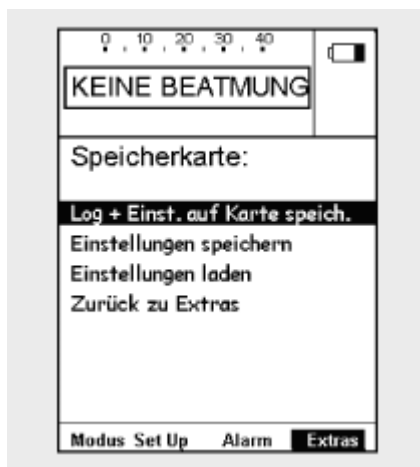 0 10 20 30 40
KEINE BEATMUNG
Speicherkarte:
Log + Einst. auf Karte speich.
Einstellungen speichern
Einstellungen laden
Zurück zu Extras
Modus Set Up Alarm Extras